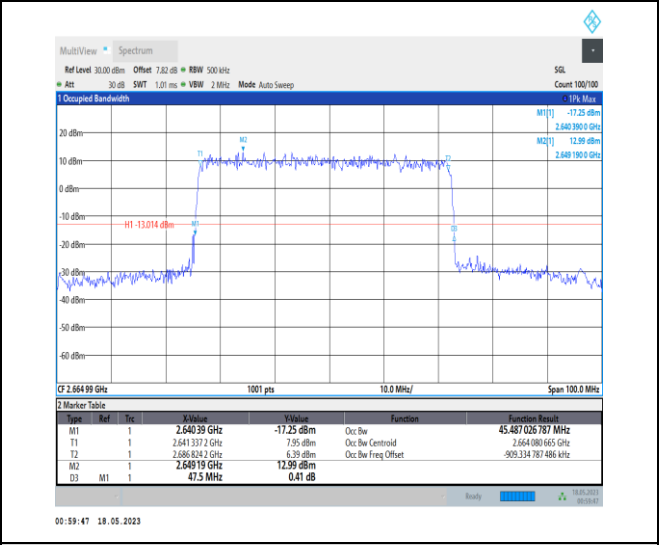 MultiView Spectrum
Ref Level 30.00 dBm Offset 7.82 dB RBW 500 kHz SGL
Att 30 dB SWT 1.01 ms VBW 2 MHz Mode Auto Sweep Count 100/100
1 Occupied Bandwidth 1Pk Max
M1[1] -17.25 dBm
2.640 390 0 GHz
M2[1] 12.99 dBm
2.649 190 0 GHz
20 dBm
M2
T1
T2
10 dBm
0 dBm
-10 dBm
H1 -13.014 dBm
M1
D3
-20 dBm
-30 dBm
-40 dBm
-50 dBm
-60 dBm
CF 2.664 99 GHz 1001 pts 10.0 MHz/ Span 100.0 MHz
2 Marker Table
Type Ref Trc X-Value Y-Value Function Function Result
M1 1 2.640 39 GHz -17.25 dBm Occ Bw 45.487 026 787 MHz
T1 1 2.641 337 2 GHz 7.95 dBm Occ Bw Centroid 2.664 080 665 GHz
T2 1 2.686 824 2 GHz 6.39 dBm Occ Bw Freq Offset -909.334 787 486 kHz
M2 1 2.649 19 GHz 12.99 dBm
D3 M1 1 47.5 MHz 0.41 dB
Ready 18.05.2023
00:59:47
00:59:47 18.05.2023